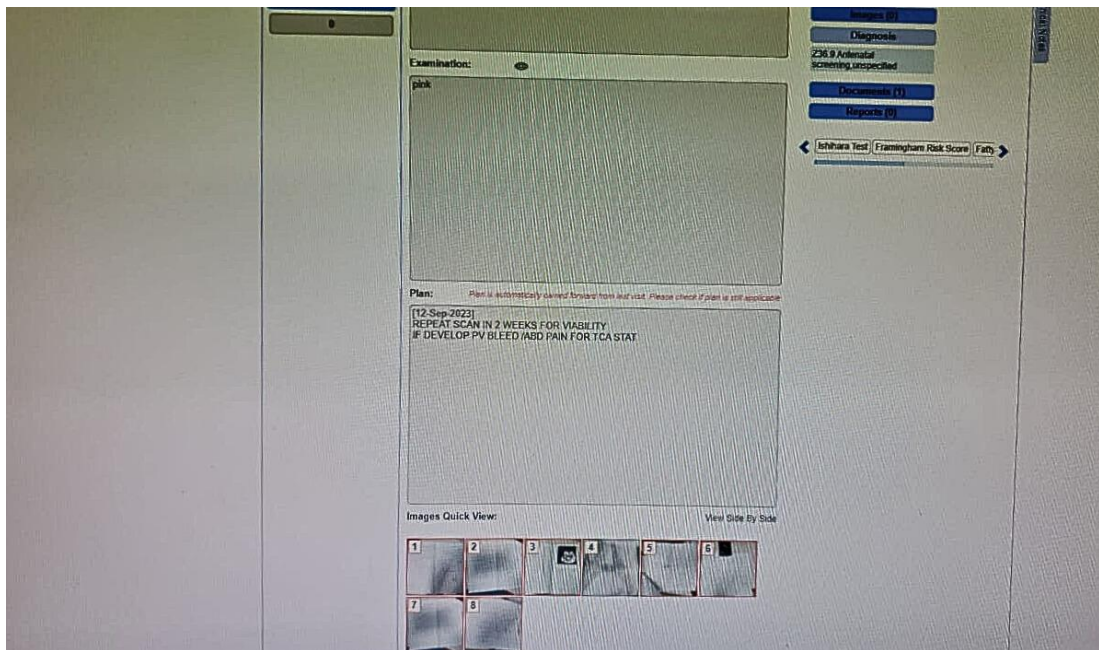 Images (0)
Diagnosis
Z36.9 Antenatal
screening,unspecified
Documents (1)
Reports (0)
Ishihara Test
Framingham Risk Score
Fatty
Examination:
pink
Plan:
Plan is automatically carried forward from last visit. Please check if plan is still applicable
[12-Sep-2023]
REPEAT SCAN IN 2 WEEKS FOR VIABILITY
IF DEVELOP PV BLEED /ABD PAIN FOR TCA STAT
Images Quick View:
View Side By Side
1
2
3
4
5
6
7
8